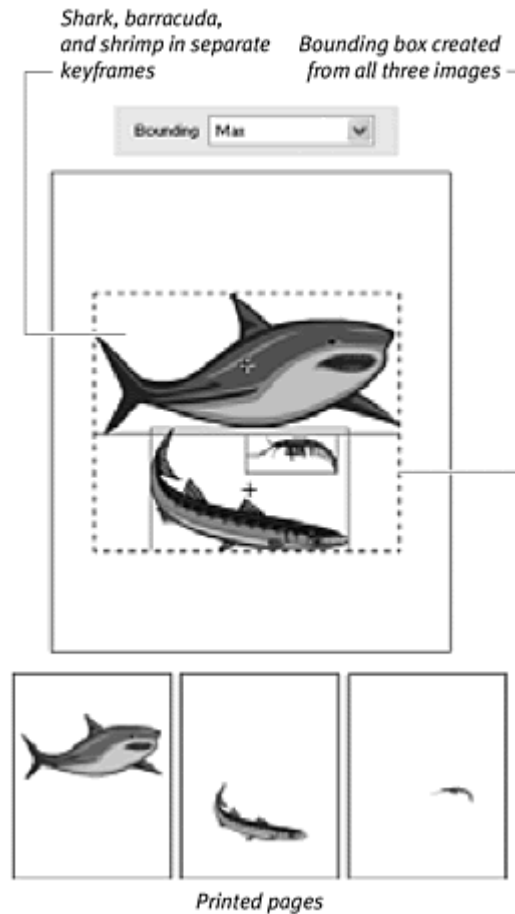 Shark, barracuda,
and shrimp in separate
keyframes
Bounding box created
from all three images
Bounding Max
Printed pages